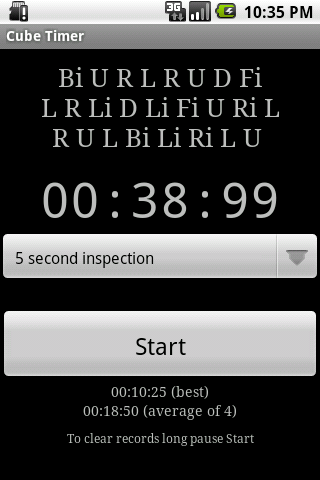 3G
10:35 PM
Cube Timer
Bi U R L R U D Fi
L R Li D Li Fi U Ri L
R U L Bi Li Ri L U
00:38:99
5 second inspection
Start
00:10:25 (best)
00:18:50 (average of 4)
To clear records long pause Start